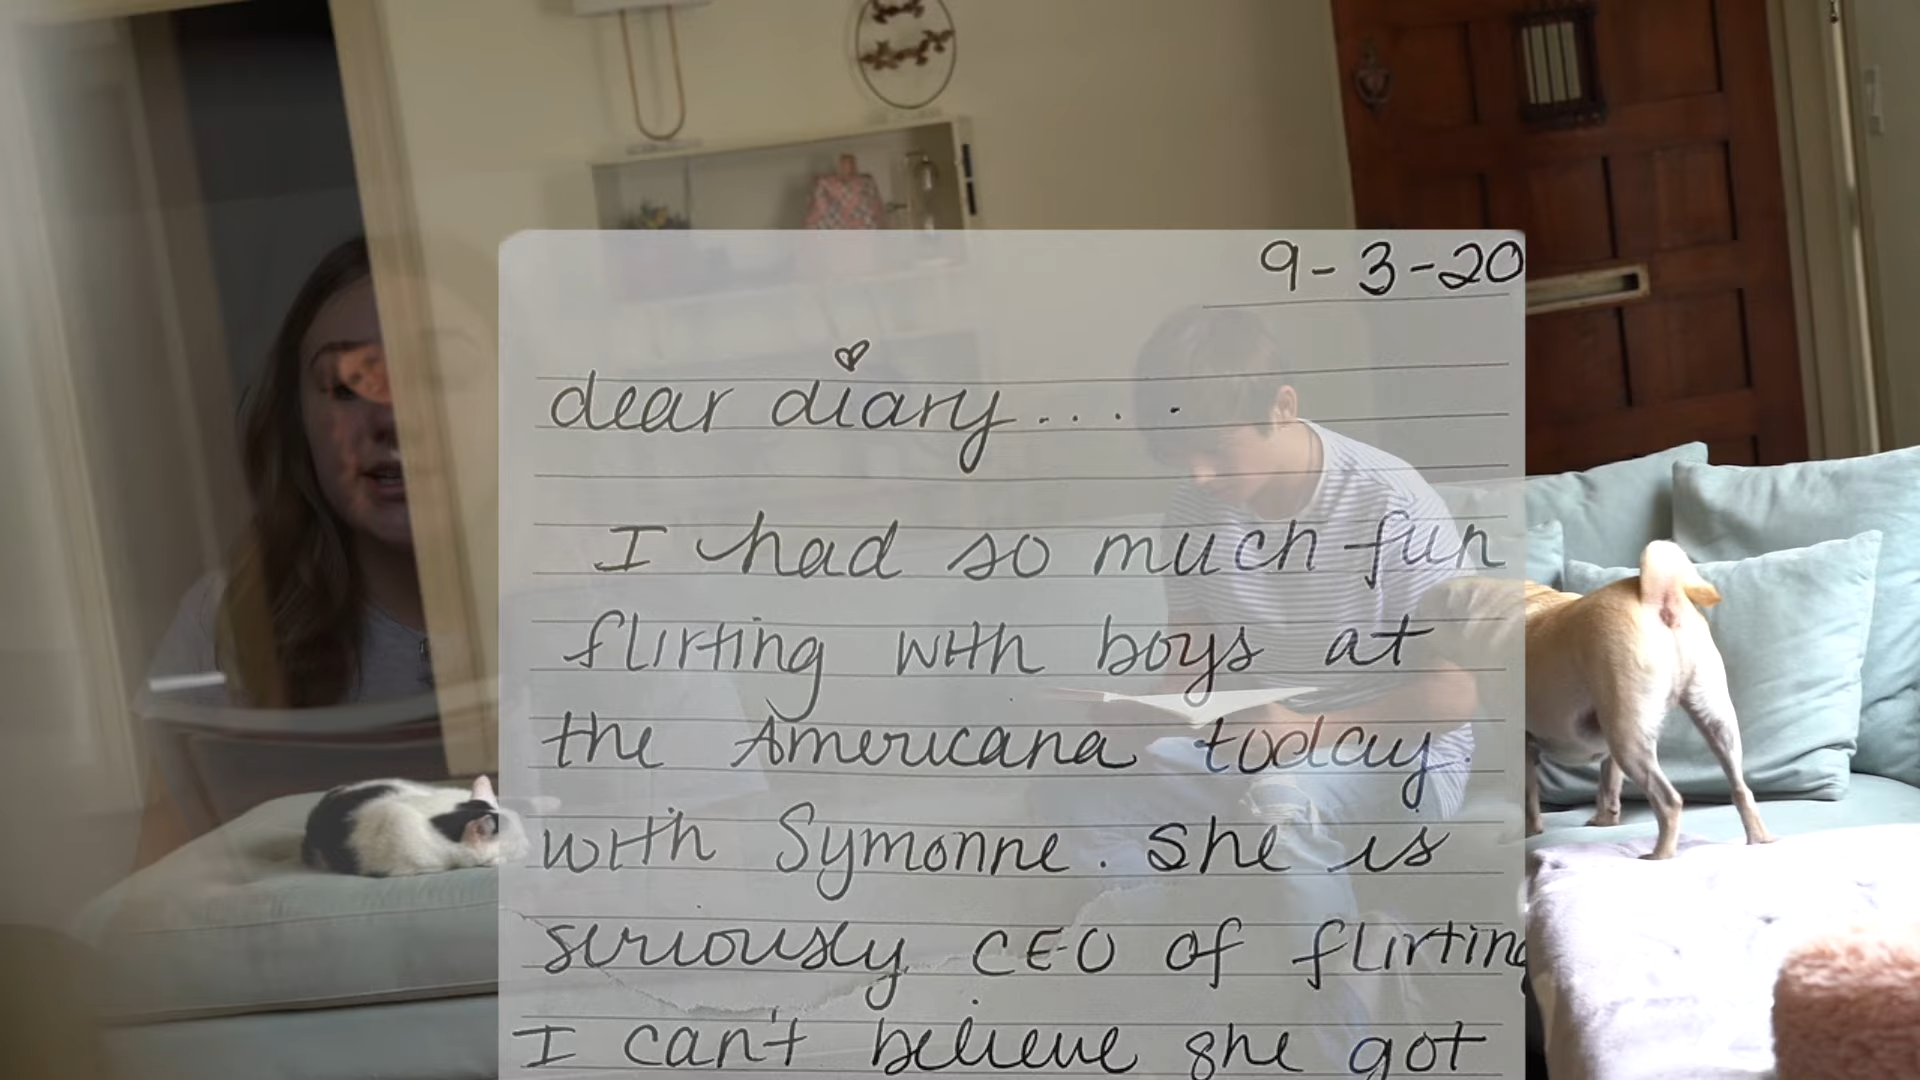 9-3-20
dear diary.....
I had so much fun
flirting with boys at
the Americana today.
with Symonne. she is
seriously CEO of flirting
I can't believe she got